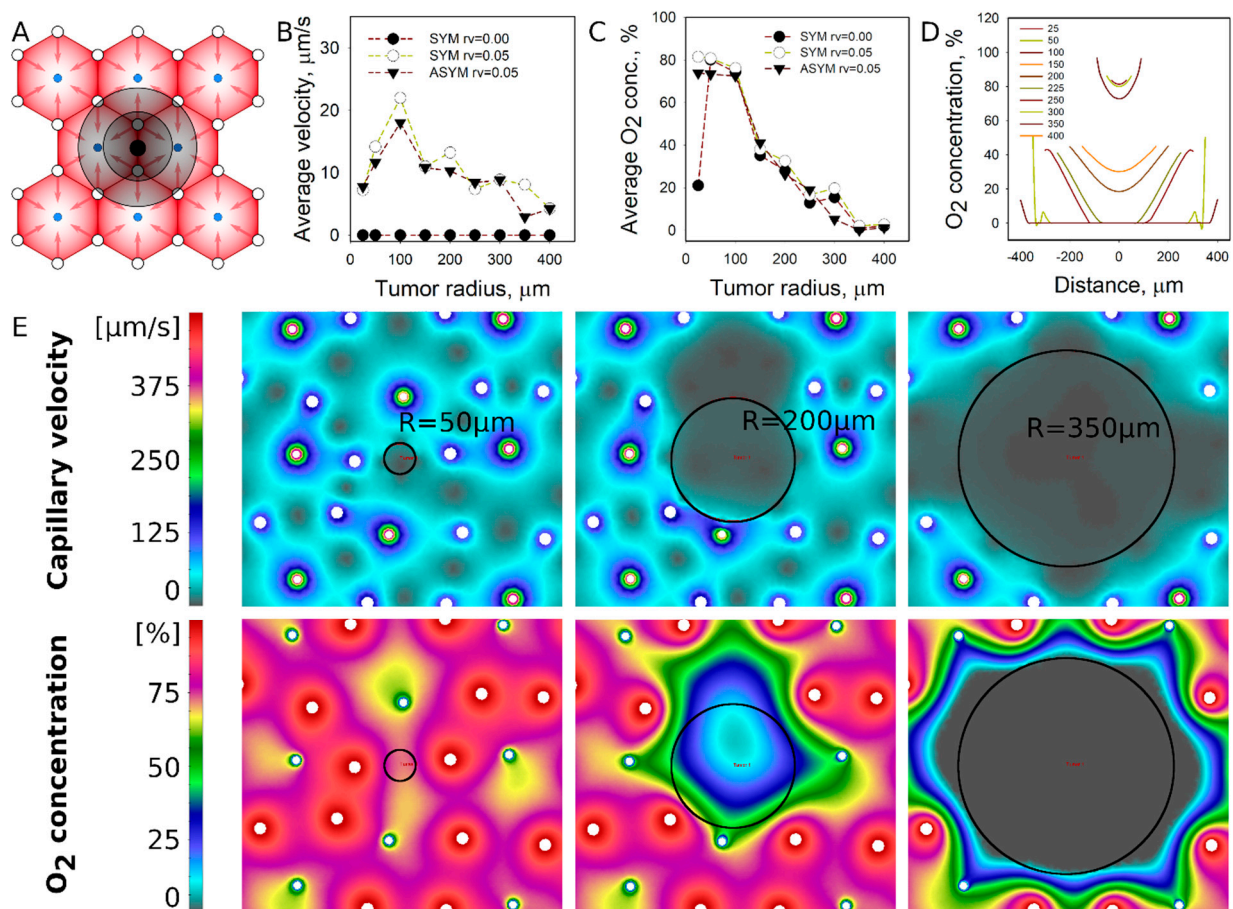 A
B
Average velocity, μm/s
30
20
10
0
SYM rv=0.00
SYM rv=0.05
ASYM rv=0.05
0 100 200 300 400
Tumor radius, μm
C
Average O2 conc., %
100
80
60
40
20
0
SYM rv=0.00
SYM rv=0.05
ASYM rv=0.05
0 100 200 300 400
Tumor radius, μm
D
O2 concentration, %
120
100
80
60
40
20
0
25
50
100
150
200
225
250
300
350
400
-400 -200 0 200 400
Distance, μm
E
Capillary velocity
[μm/s]
375
250
125
0
R=50μm
R=200μm
R=350μm
O2 concentration
[%]
75
50
25
0
Tumor 1